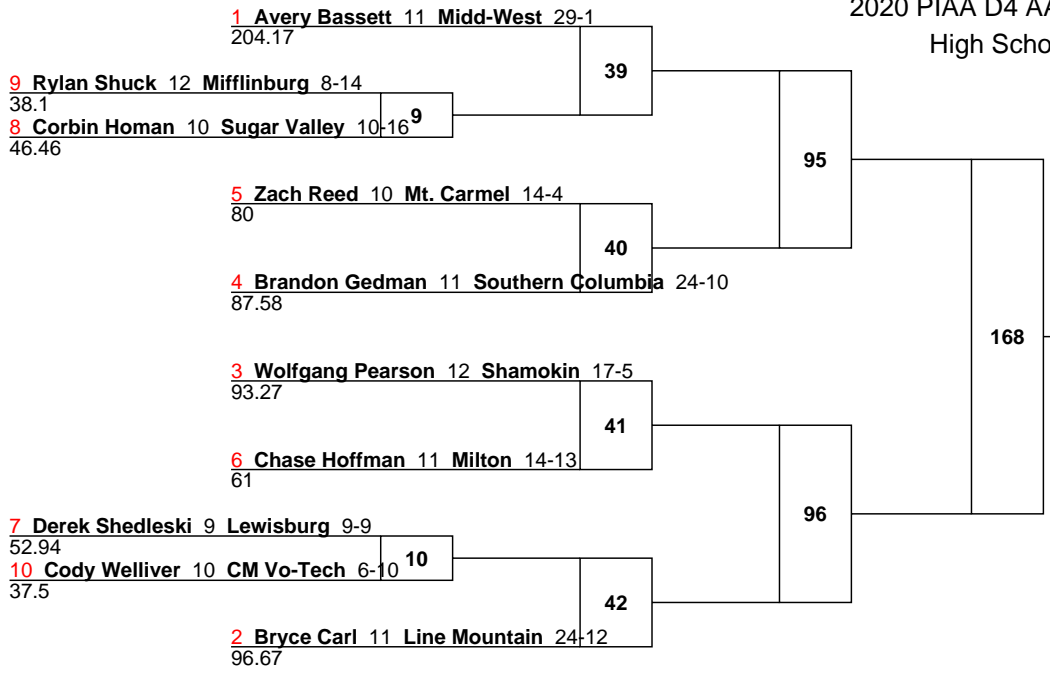 2020 PIAA D4 AA
High Scho
1 Avery Bassett 11 Midd-West 29-1
204.17
39
9 Rylan Shuck 12 Mifflinburg 8-14
38.1
9
8 Corbin Homan 10 Sugar Valley 10-16
46.46
95
5 Zach Reed 10 Mt. Carmel 14-4
80
40
4 Brandon Gedman 11 Southern Columbia 24-10
87.58
168
3 Wolfgang Pearson 12 Shamokin 17-5
93.27
41
6 Chase Hoffman 11 Milton 14-13
61
96
7 Derek Shedleski 9 Lewisburg 9-9
52.94
10
10 Cody Welliver 10 CM Vo-Tech 6-10
37.5
42
2 Bryce Carl 11 Line Mountain 24-12
96.67